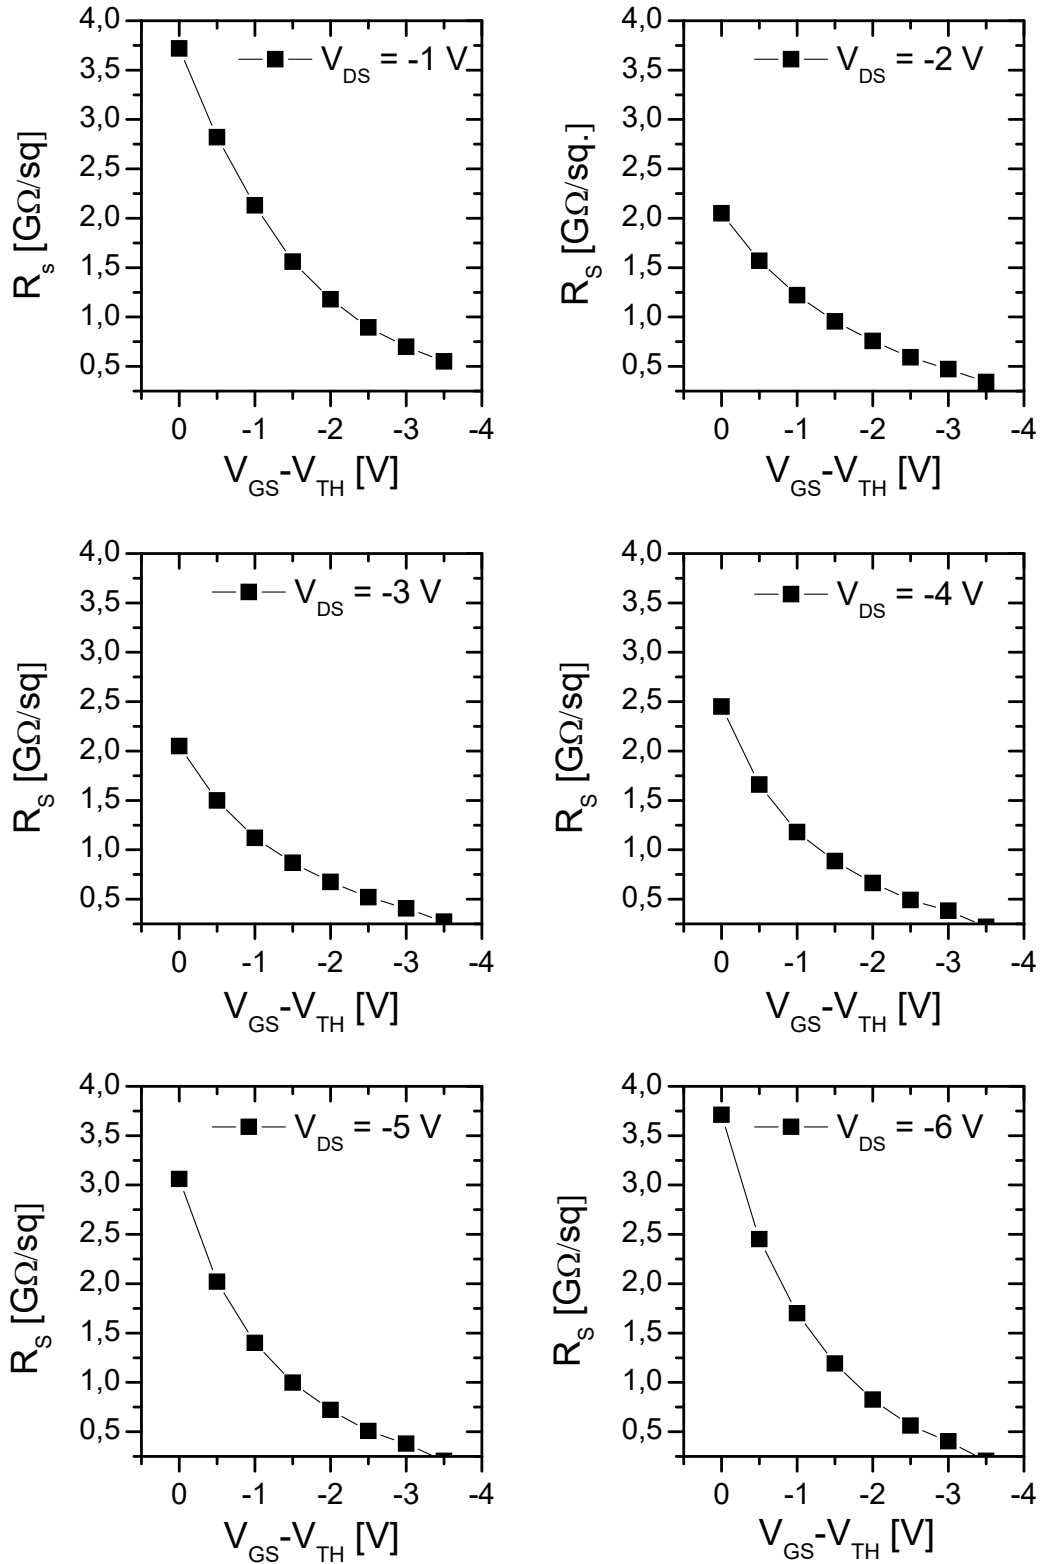 4,0
3,5
3,0
2,5
2,0
1,5
1,0
0,5
R_s [GΩ/sq]
V_DS = -1 V
0 -1 -2 -3 -4
V_GS-V_TH [V]
4,0
3,5
3,0
2,5
2,0
1,5
1,0
0,5
R_S [GΩ/sq.]
V_DS = -2 V
0 -1 -2 -3 -4
V_GS-V_TH [V]
4,0
3,5
3,0
2,5
2,0
1,5
1,0
0,5
R_S [GΩ/sq]
V_DS = -3 V
0 -1 -2 -3 -4
V_GS-V_TH [V]
4,0
3,5
3,0
2,5
2,0
1,5
1,0
0,5
R_S [GΩ/sq]
V_DS = -4 V
0 -1 -2 -3 -4
V_GS-V_TH [V]
4,0
3,5
3,0
2,5
2,0
1,5
1,0
0,5
R_S [GΩ/sq]
V_DS = -5 V
0 -1 -2 -3 -4
V_GS-V_TH [V]
4,0
3,5
3,0
2,5
2,0
1,5
1,0
0,5
R_S [GΩ/sq]
V_DS = -6 V
0 -1 -2 -3 -4
V_GS-V_TH [V]